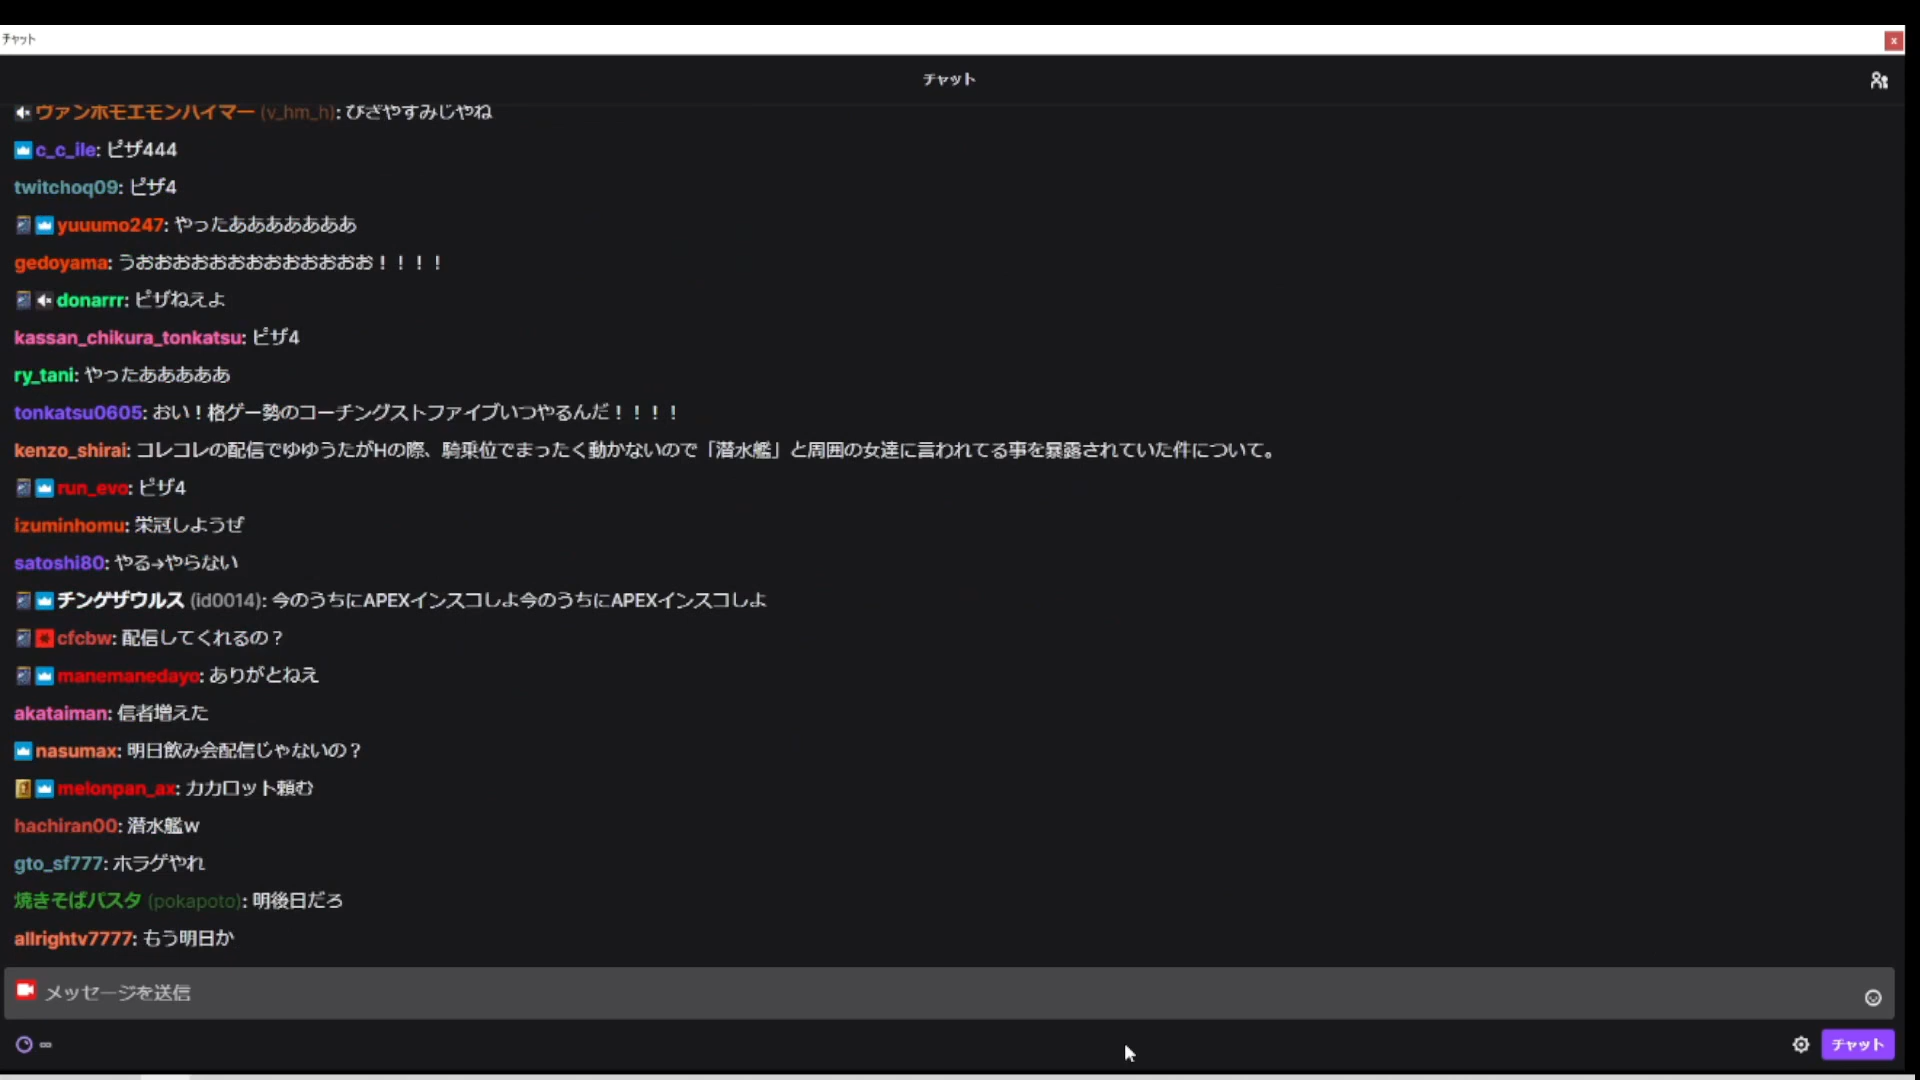 チャット
x
チャット
ヴァンホモエモンハイマー (v_hm_h): ひざやすみじゃね
c_c_ile: ピザ444
twitchoq09: ピザ4
yuuumo247: やったあああああああ
gedoyama: うおおおおおおおおおおおおお！！！！
donarrr: ピザねえよ
kassan_chikura_tonkatsu: ピザ4
ry_tani: やったあああああ
tonkatsu0605: おい！格ゲー勢のコーチングストファイブいつやるんだ！！！！
kenzo_shirai: コレコレの配信でゆゆうたがHの際、騎乗位でまったく動かないので「潜水艦」と周囲の女達に言われてる事を暴露されていた件について。
run_evo: ピザ4
izuminhomu: 栄冠しようぜ
satoshi80: やる→やらない
チンゲザウルス (id0014): 今のうちにAPEXインスコしよ今のうちにAPEXインスコしよ
cfcbw: 配信してくれるの？
manemanedayo: ありがとねえ
akataiman: 信者増えた
nasumax: 明日飲み会配信じゃないの？
melonpan_ax: カカロット頼む
hachiran00: 潜水艦w
gto_sf777: ホラゲやれ
焼きそばパスタ (pokapoto): 明後日だろ
allrightv7777: もう明日か
メッセージを送信
∞
チャット